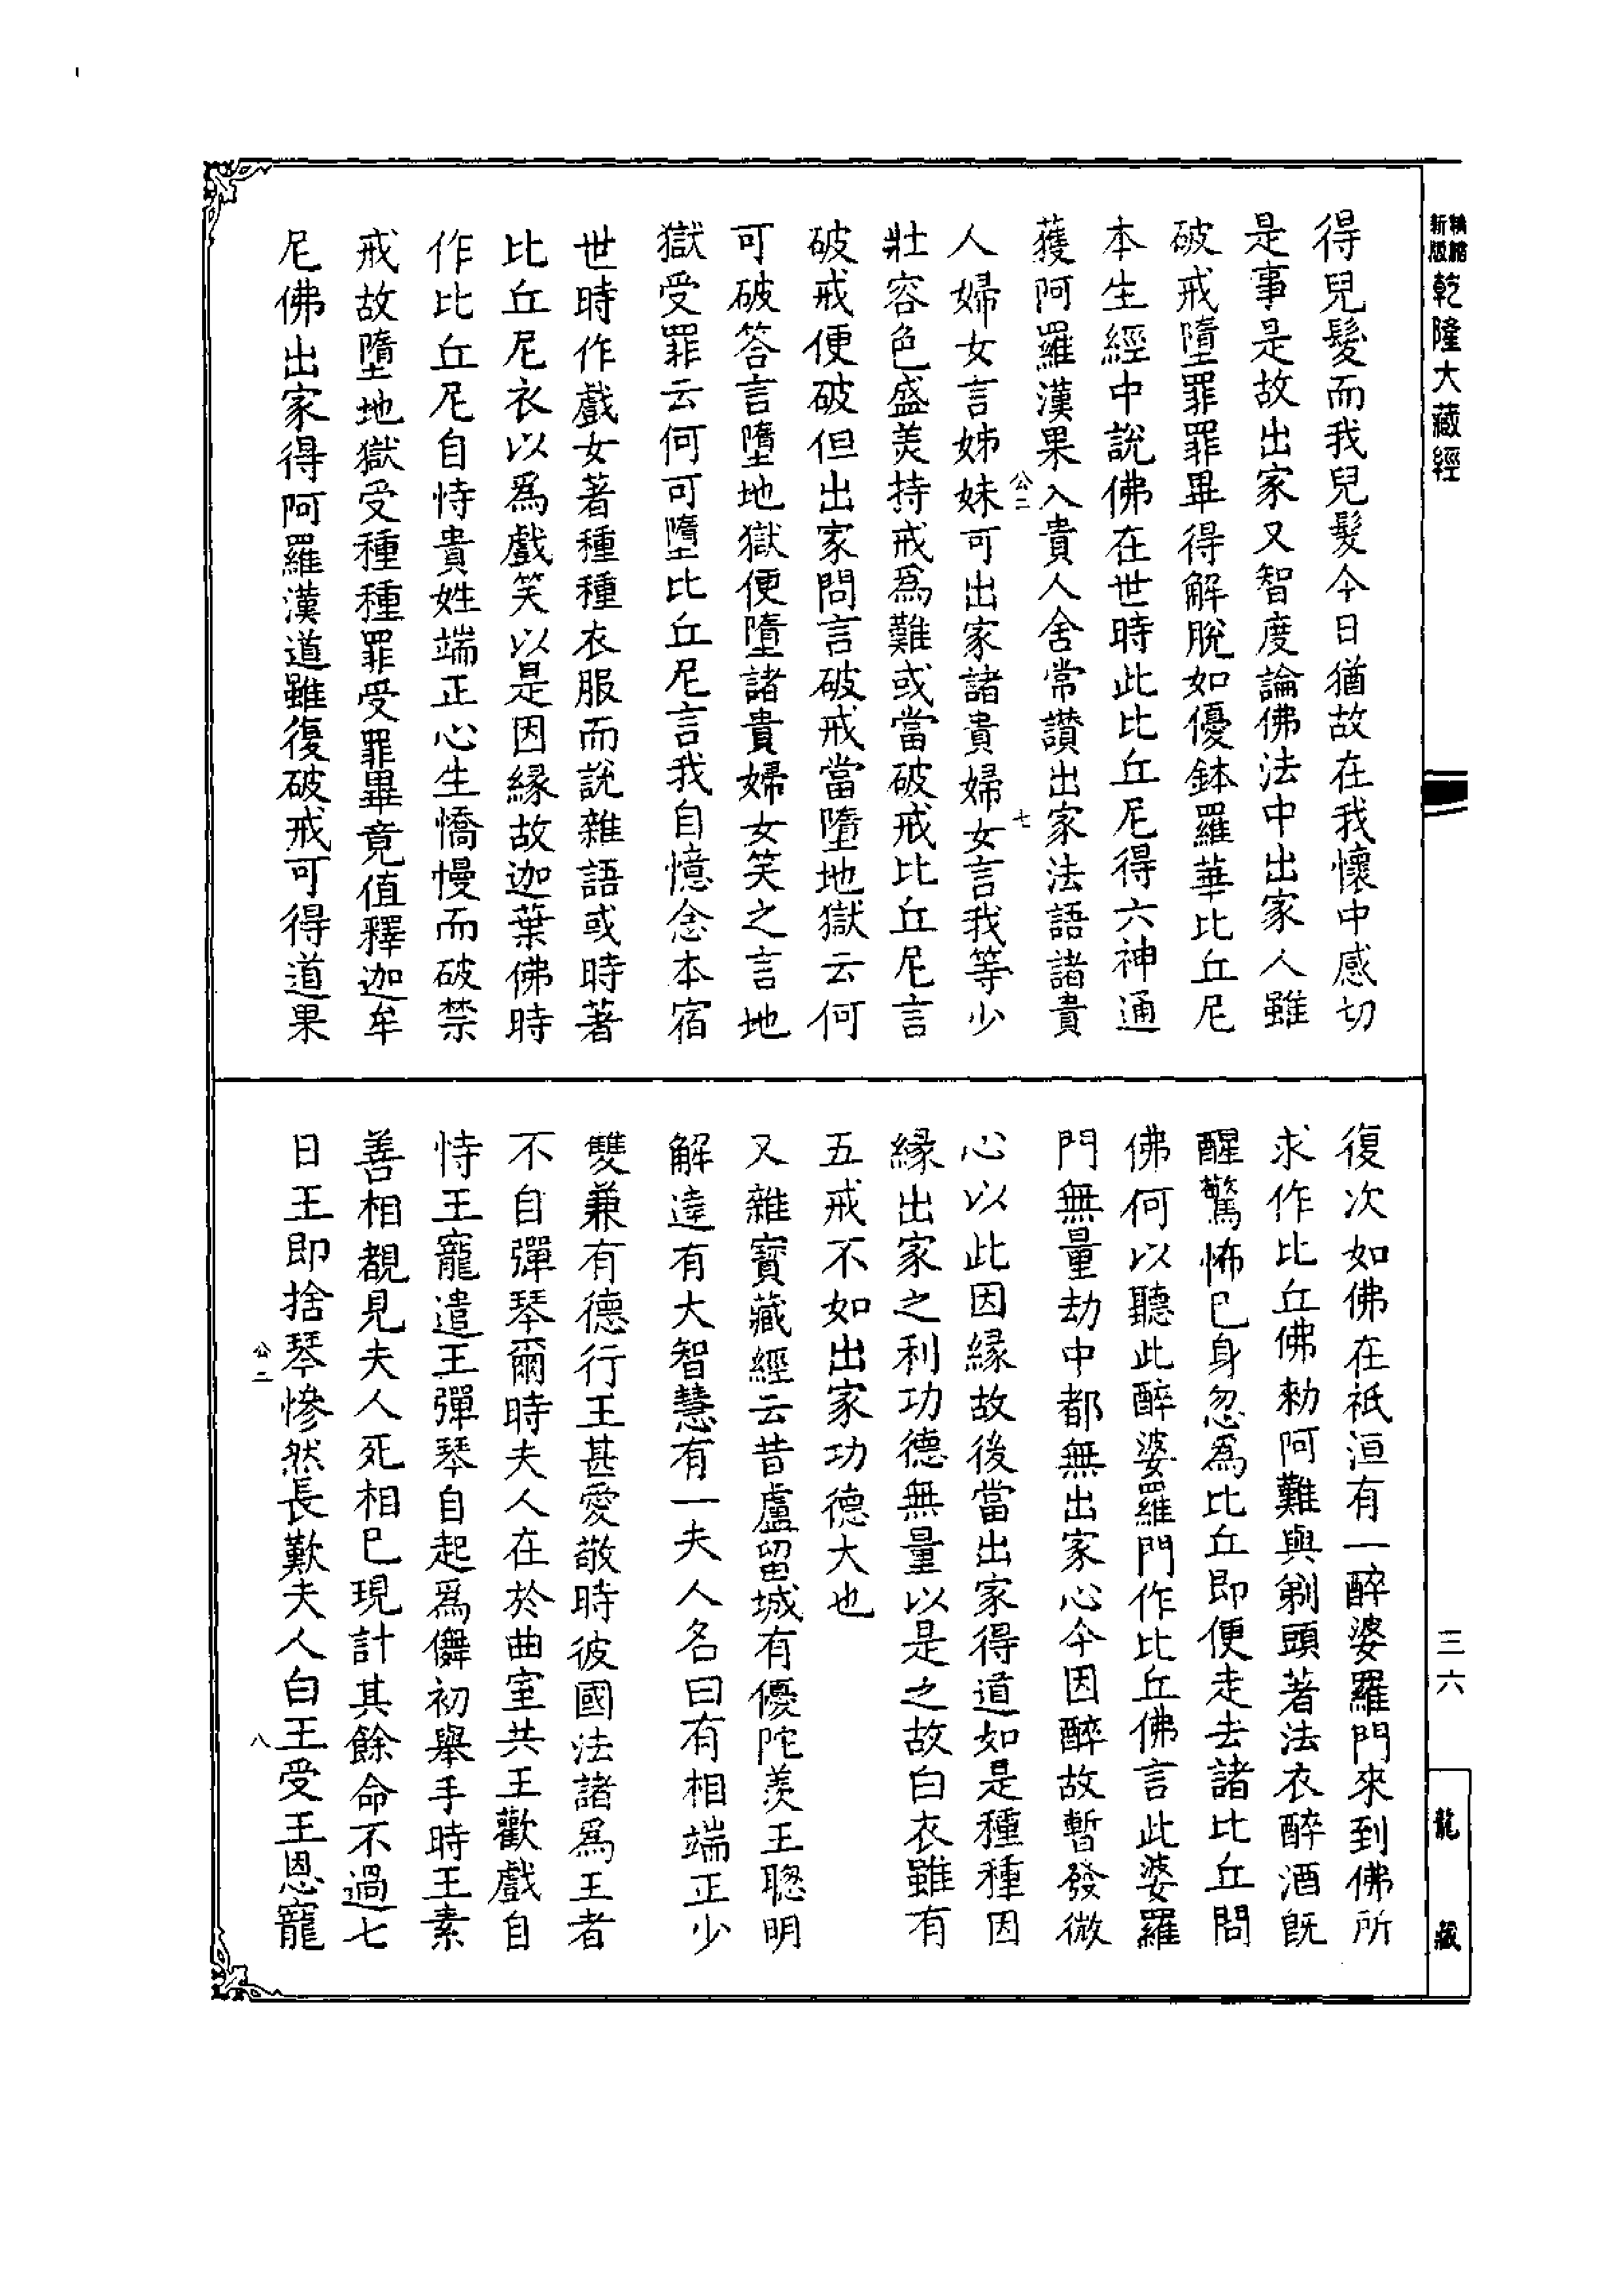 新版
精縮
乾隆大藏經
三六
龍藏
得兒髮而我兒髮今日猶故在我懷中感切
是事是故出家又智度論佛法中出家人雖
破戒墮罪罪畢得解脫如優鉢羅華比丘尼
本生經中說佛在世時此比丘尼得六神通
獲阿羅漢果入貴人舍常讚出家法語諸貴
公二
七
人婦女言姊妹可出家諸貴婦女言我等少
壯容色盛美持戒爲難或當破戒比丘尼言
破戒便破但出家問言破戒當墮地獄云何
可破答言墮地獄便墮諸貴婦女笑之言地
獄受罪云何可墮比丘尼言我自憶念本宿
世時作戲女著種種衣服而說雜語或時著
比丘尼衣以爲戲笑以是因緣故迦葉佛時
作比丘尼自恃貴姓端正心生憍慢而破禁
戒故墮地獄受種種罪受罪畢竟值釋迦牟
尼佛出家得阿羅漢道雖復破戒可得道果
復次如佛在祇洹有一醉婆羅門來到佛所
求作比丘佛勅阿難與剃頭著法衣醉酒旣
醒驚怖已身忽爲比丘即便走去諸比丘問
佛何以聽此醉婆羅門作比丘佛言此婆羅
門無量劫中都無出家心今因醉故暫發微
心以此因緣故後當出家得道如是種種因
緣出家之利功德無量以是之故白衣雖有
五戒不如出家功德大也
又雜寶藏經云昔盧留城有優陀羨王聰明
解達有大智慧有一夫人名曰有相端正少
雙兼有德行王甚愛敬時彼國法諸爲王者
不自彈琴爾時夫人在於曲室共王歡戲自
恃王寵遣王彈琴自起爲儛初舉手時王素
善相覩見夫人死相已現計其餘命不過七
日王即捨琴慘然長歎夫人白王受王恩寵
公二
八